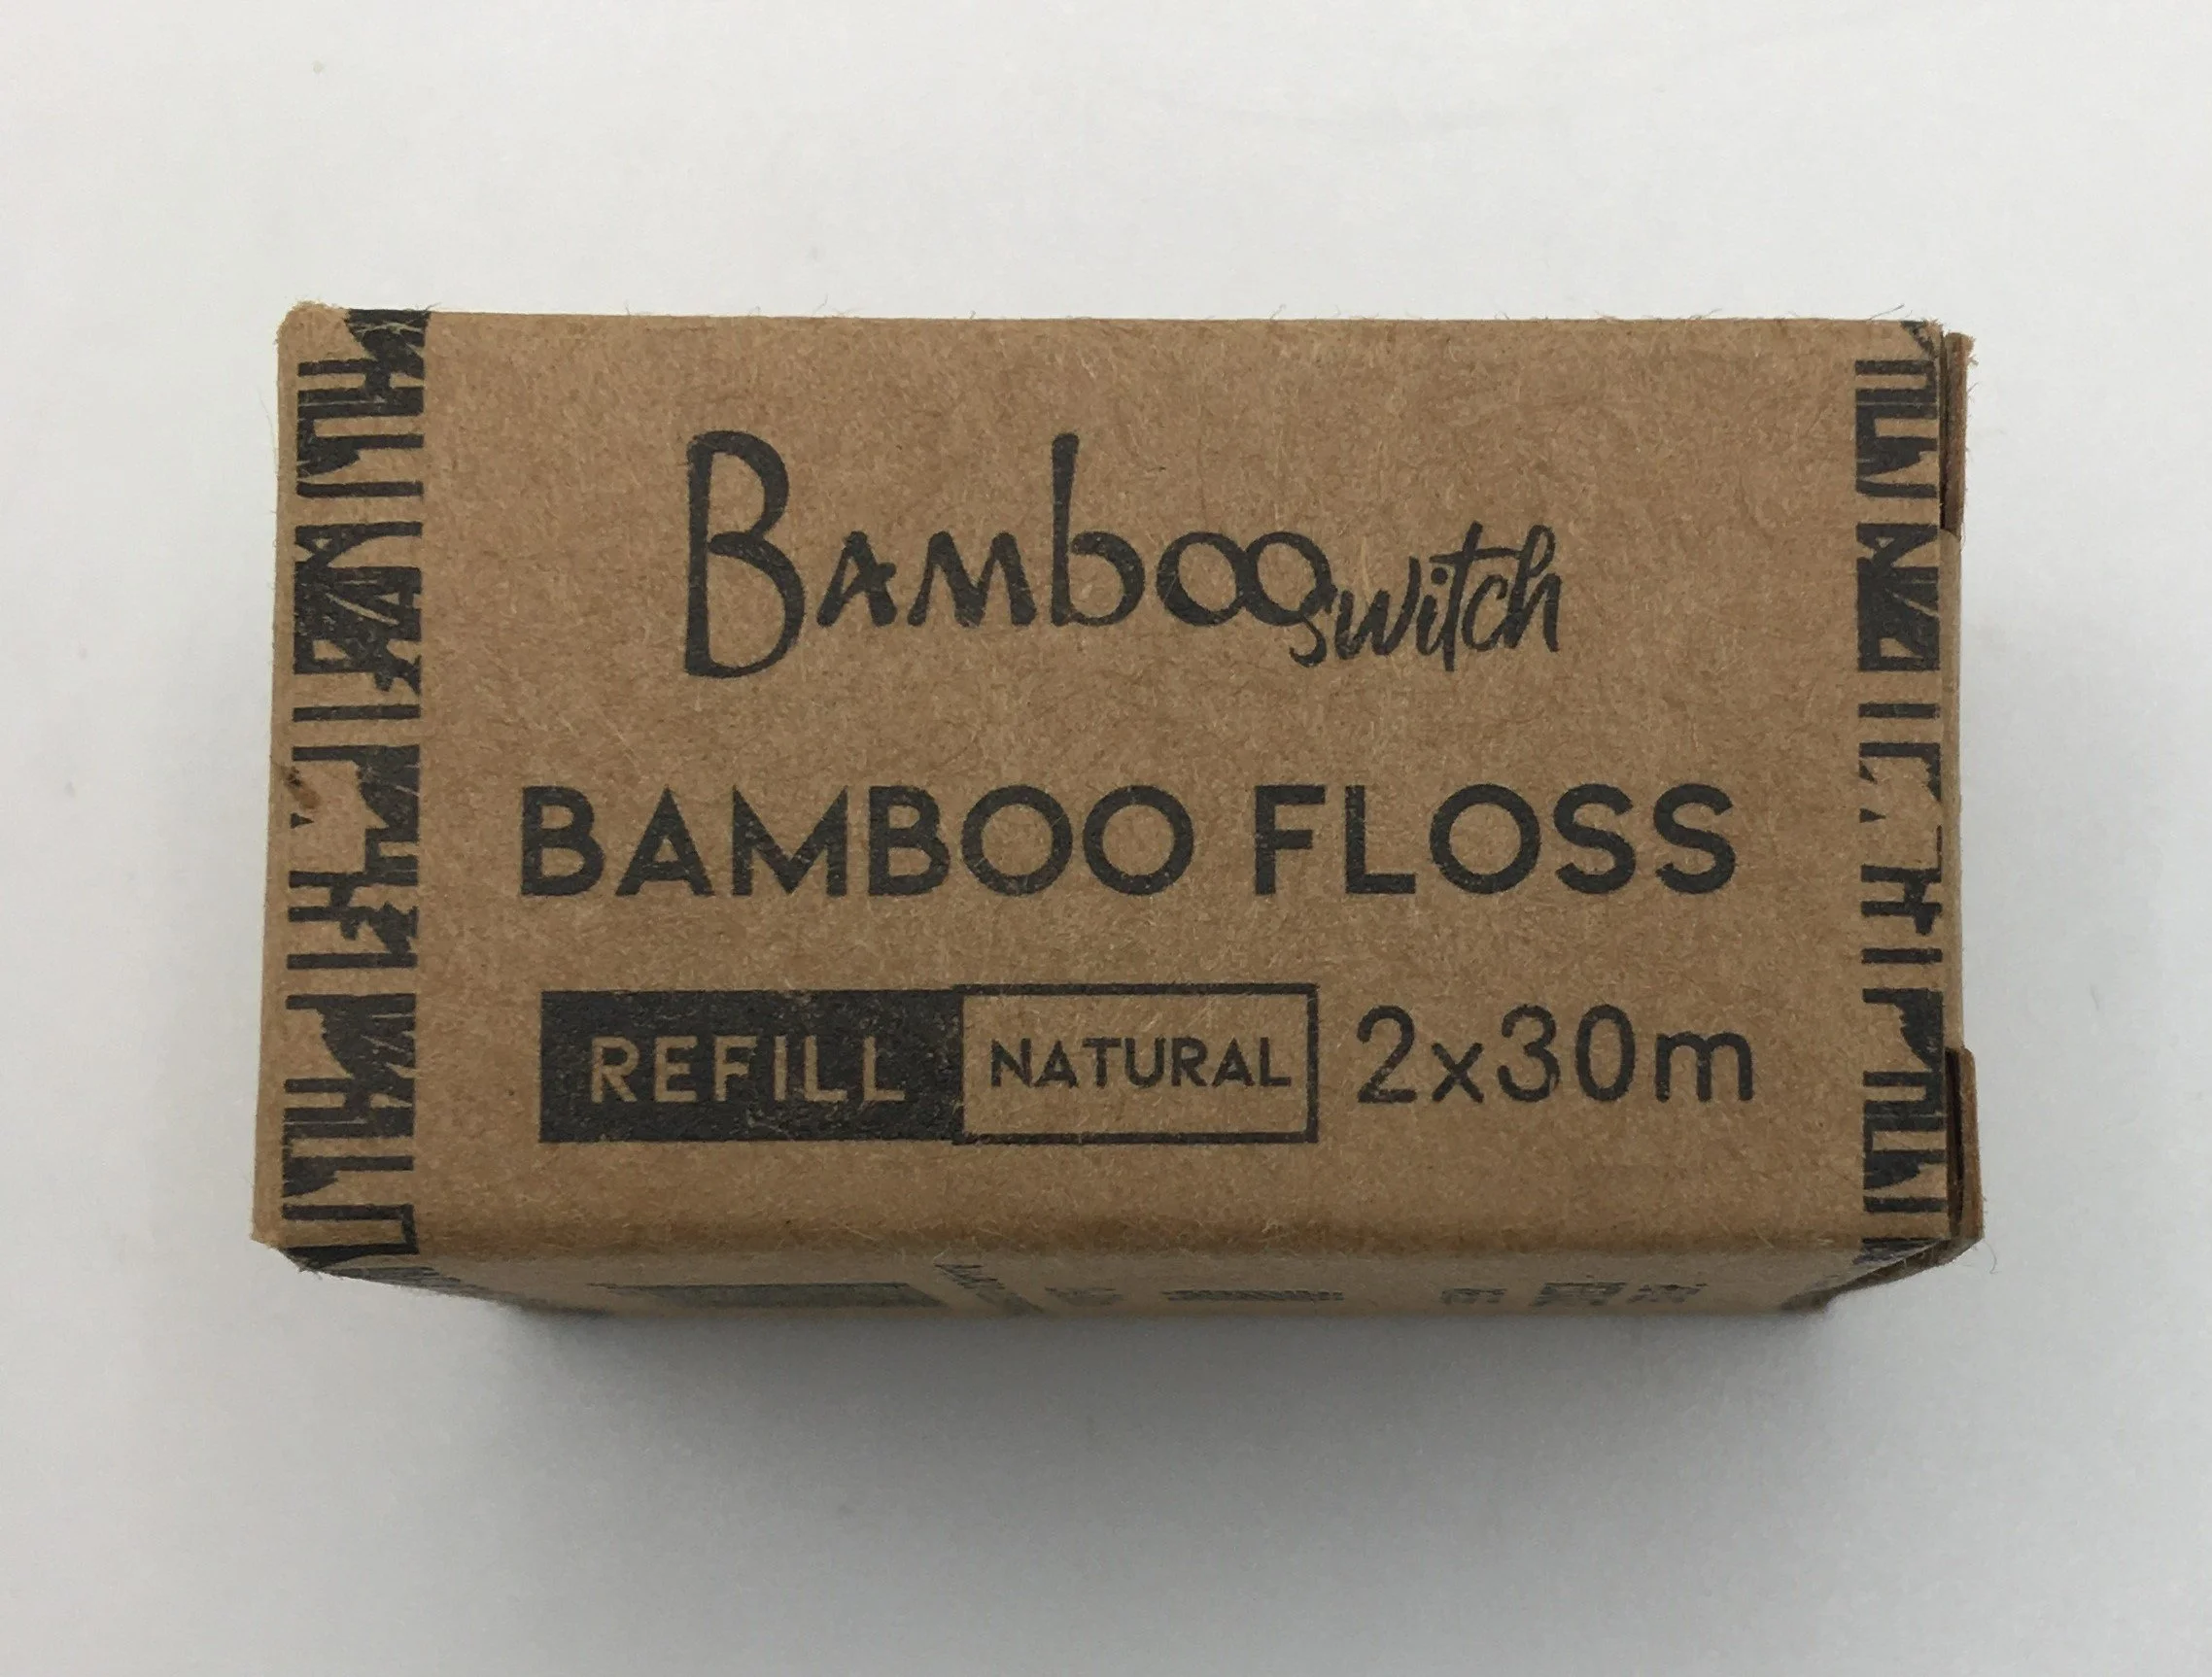 Bamboo switch
BAMBOO FLOSS
REFILL NATURAL 2x30m